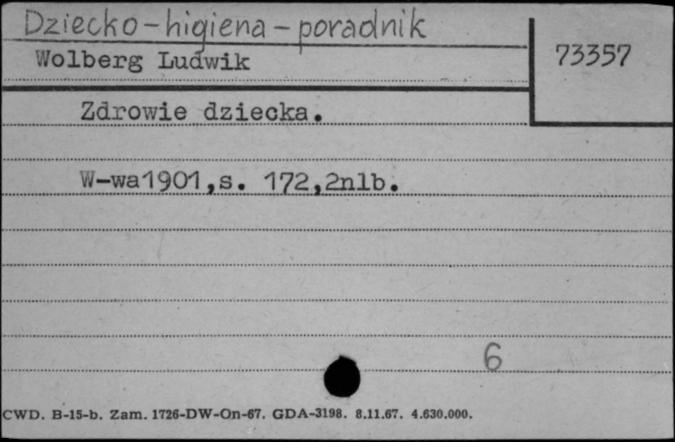 Dziecko-higiena-poradnik
Wolberg Ludwik
73357
Zdrowie dziecka.
W-wa1901,s. 172,2nlb.
6
CWD. B-15-b. Zam. 1726-DW-On-67. GDA-3198. 8.11.67. 4.630.000.